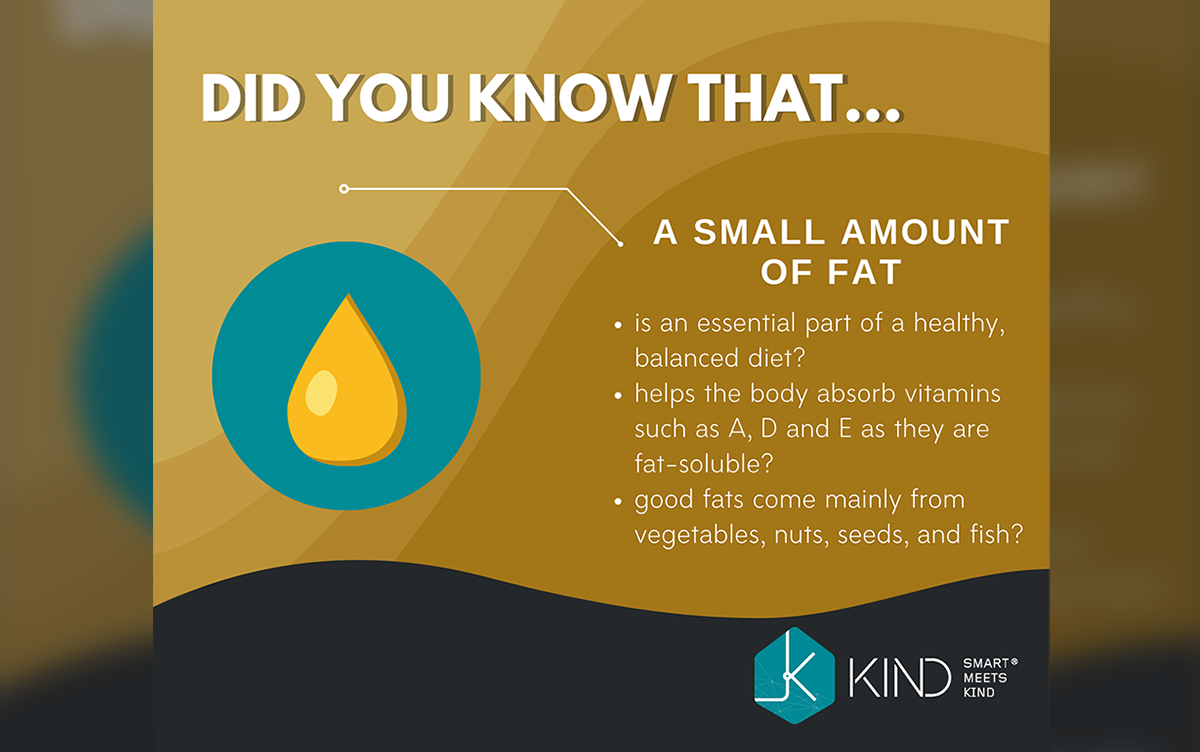 DID YOU KNOW THAT...
A SMALL AMOUNT
OF FAT
• is an essential part of a healthy,
balanced diet?
• helps the body absorb vitamins
such as A, D and E as they are
fat-soluble?
• good fats come mainly from
vegetables, nuts, seeds, and fish?
KIND
SMART®
MEETS
KIND